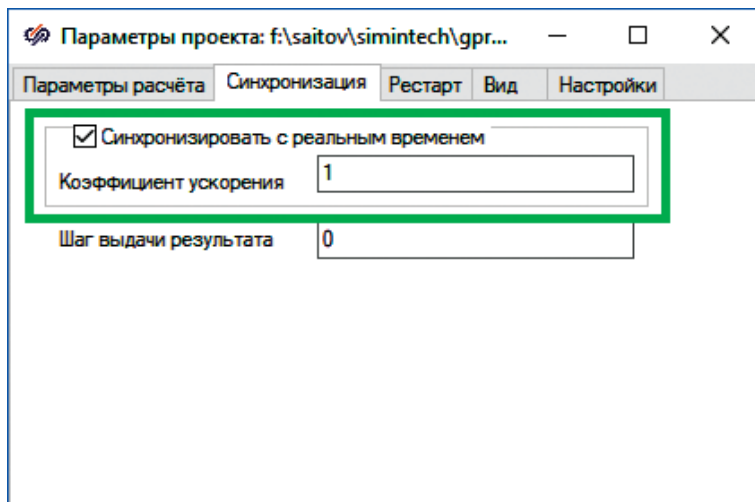 Параметры проекта: f:\saitov\simintech\gpr...
Параметры расчёта Синхронизация Рестарт Вид Настройки
Синхронизировать с реальным временем
Коэффициент ускорения 1
Шаг выдачи результата 0